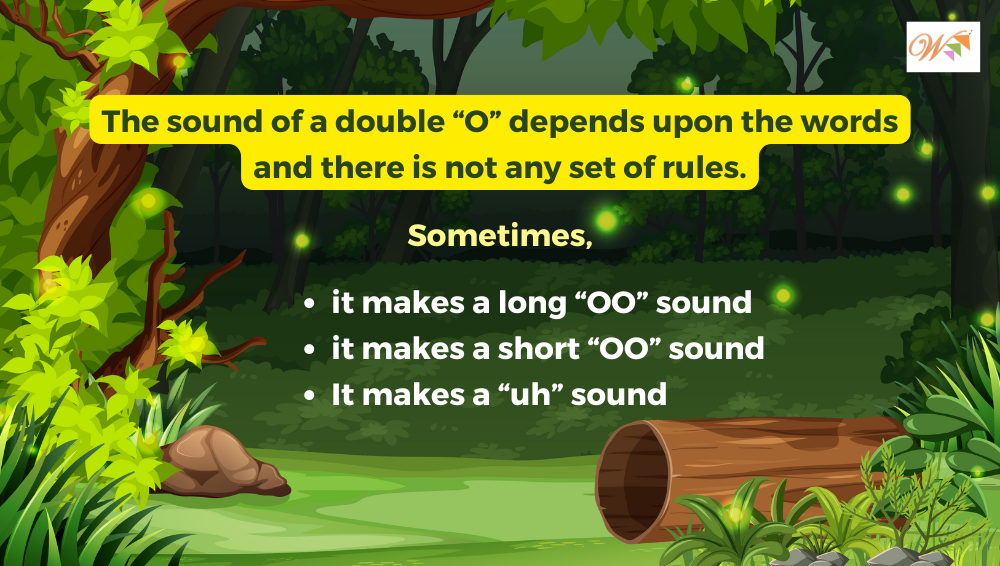 The sound of a double “O” depends upon the words
and there is not any set of rules.
Sometimes,
• it makes a long “OO” sound
• it makes a short “OO” sound
• It makes a “uh” sound
W